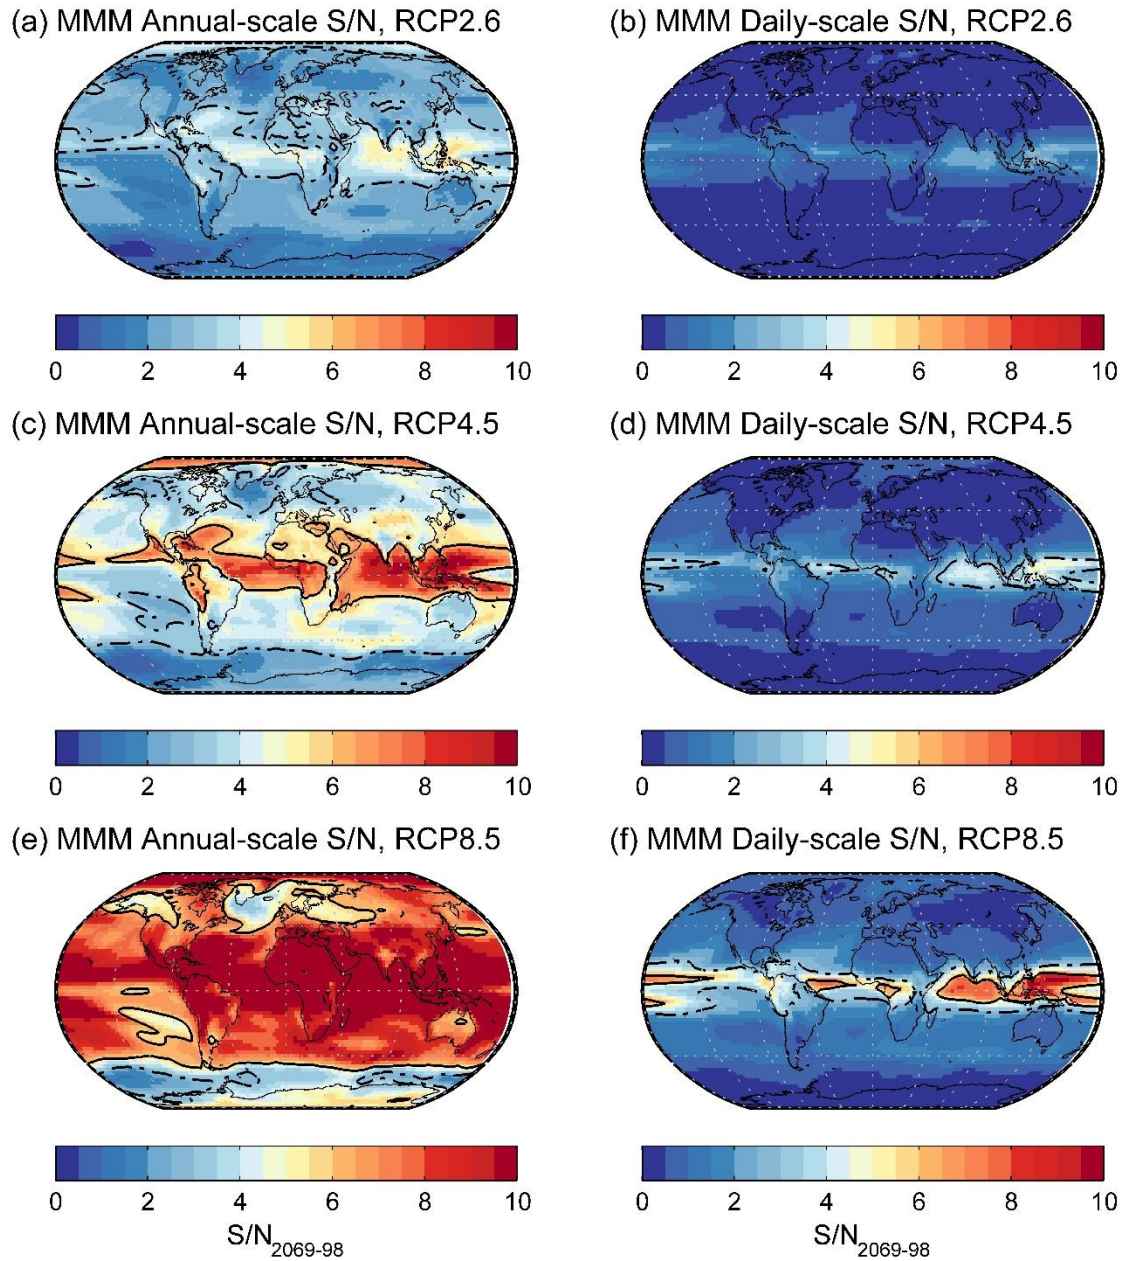 (a) MMM Annual-scale S/N, RCP2.6
(b) MMM Daily-scale S/N, RCP2.6
0 2 4 6 8 10
0 2 4 6 8 10
(c) MMM Annual-scale S/N, RCP4.5
(d) MMM Daily-scale S/N, RCP4.5
0 2 4 6 8 10
0 2 4 6 8 10
(e) MMM Annual-scale S/N, RCP8.5
(f) MMM Daily-scale S/N, RCP8.5
0 2 4 6 8 10
0 2 4 6 8 10
S/N2069-98
S/N2069-98